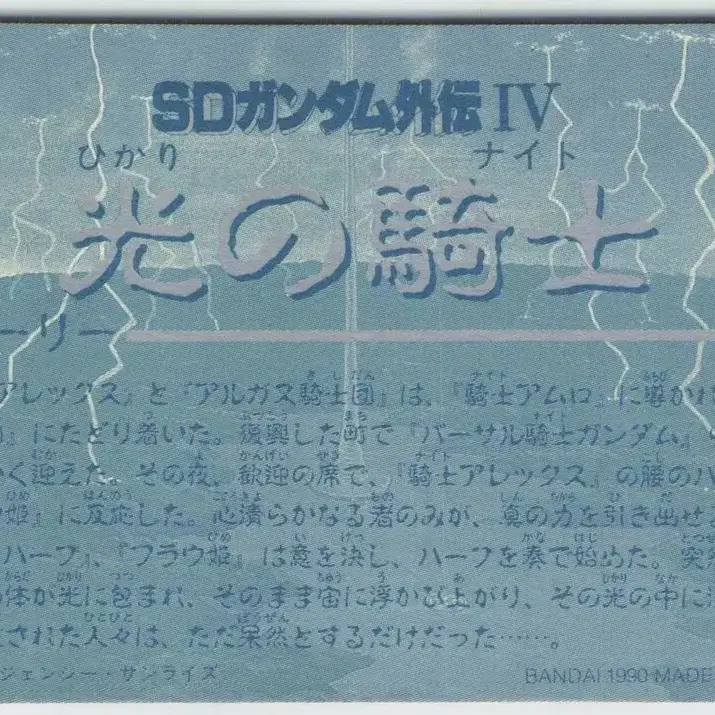 SDガンダム外伝IV
ひかり ナイト
光の騎士
ーリー
アレックス』と『アルガス騎士団』は、『騎士アムロ』に導かれ
』にたどり着いた。復興した町で『バーサル騎士ガンダム』
く迎えた。その夜、歓迎の席で、『騎士アレックス』の腰のハ
姫』に反応した。心清らかなる者のみが、真の力を引き出せる
ハープ』、『フラウ姫』は意を決し、ハープを奏で始めた。突然
体が光に包まれ、そのまま宙に浮かび上がり、その光の中に
された人々は、ただ呆然とするだけだった……。
ジェンシー・サンライズ BANDAI 1990 MADE